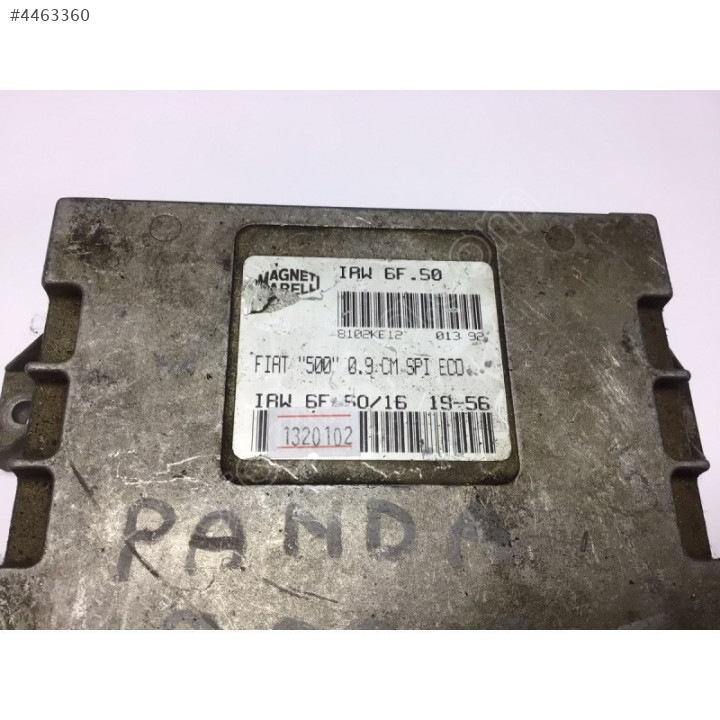 #4463360
MAGNETI
MARELLI
IAW 6F.50
8102KE12 013 92
FIAT "500" 0.9 CM SPI ECO
IAW 6F.50/16 19-56
1320102
PANDA